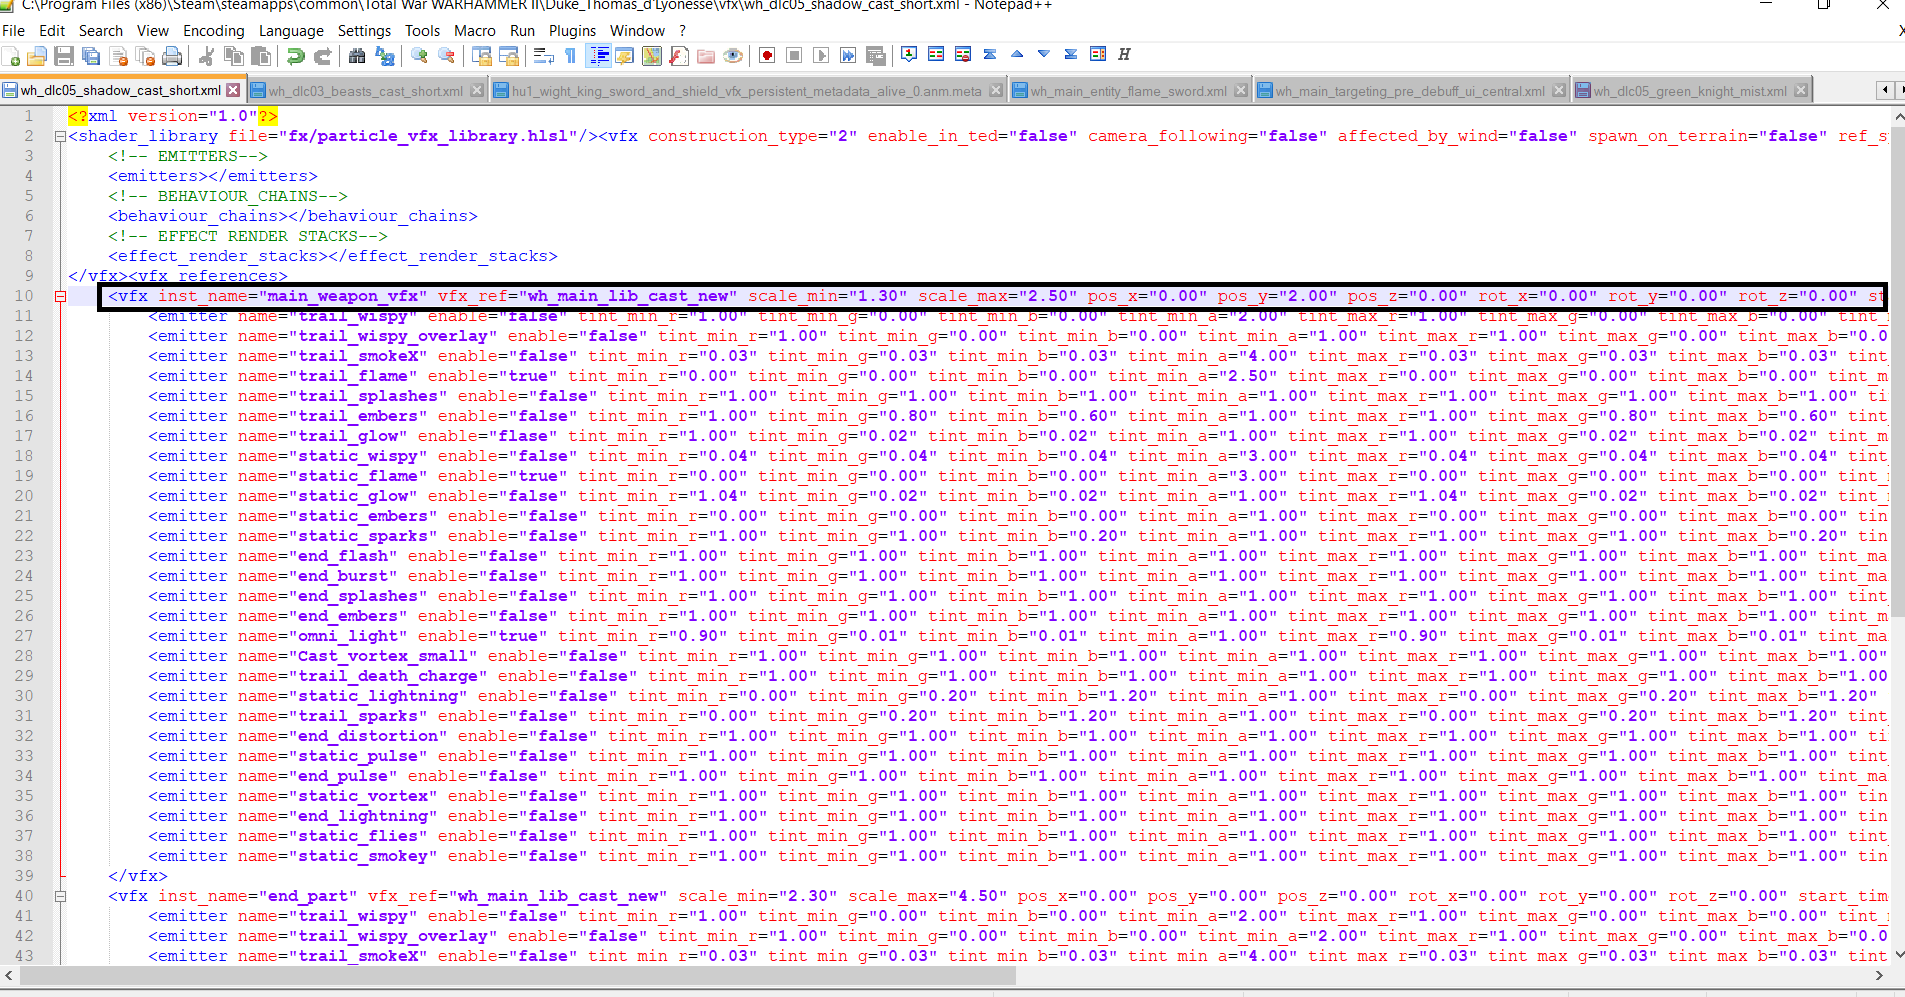 C:\Program Files (x86)\Steam\steamapps\common\Total War WARHAMMER II\Duke_Thomas_d'Lyonesse\vfx\wh_dlc05_shadow_cast_short.xml - Notepad++
File Edit Search View Encoding Language Settings Tools Macro Run Plugins Window ?
wh_dlc05_shadow_cast_short.xml wh_dlc03_beasts_cast_short.xml hu1_wight_king_sword_and_shield_vfx_persistent_metadata_alive_0.anm.meta wh_main_entity_flame_sword.xml wh_main_targeting_pre_debuff_ui_central.xml wh_dlc05_green_knight_mist.xml
1 <?xml version="1.0"?>
2 <shader_library file="fx/particle_vfx_library.hlsl"/><vfx construction_type="2" enable_in_ted="false" camera_following="false" affected_by_wind="false" spawn_on_terrain="false" ref_s
3 <!-- EMITTERS-->
4 <emitters></emitters>
5 <!-- BEHAVIOUR_CHAINS-->
6 <behaviour_chains></behaviour_chains>
7 <!-- EFFECT RENDER STACKS-->
8 <effect_render_stacks></effect_render_stacks>
9 </vfx><vfx_references>
10 <vfx inst_name="main_weapon_vfx" vfx_ref="wh_main_lib_cast_new" scale_min="1.30" scale_max="2.50" pos_x="0.00" pos_y="2.00" pos_z="0.00" rot_x="0.00" rot_y="0.00" rot_z="0.00" st
11 <emitter name="trail_wispy" enable="false" tint_min_r="1.00" tint_min_g="0.00" tint_min_b="0.00" tint_min_a="2.00" tint_max_r="1.00" tint_max_g="0.00" tint_max_b="0.00" tint_
12 <emitter name="trail_wispy_overlay" enable="false" tint_min_r="1.00" tint_min_g="0.00" tint_min_b="0.00" tint_min_a="1.00" tint_max_r="1.00" tint_max_g="0.00" tint_max_b="0.0
13 <emitter name="trail_smokeX" enable="false" tint_min_r="0.03" tint_min_g="0.03" tint_min_b="0.03" tint_min_a="4.00" tint_max_r="0.03" tint_max_g="0.03" tint_max_b="0.03" tint_
14 <emitter name="trail_flame" enable="true" tint_min_r="0.00" tint_min_g="0.00" tint_min_b="0.00" tint_min_a="2.50" tint_max_r="0.00" tint_max_g="0.00" tint_max_b="0.00" tint_m
15 <emitter name="trail_splashes" enable="false" tint_min_r="1.00" tint_min_g="1.00" tint_min_b="1.00" tint_min_a="1.00" tint_max_r="1.00" tint_max_g="1.00" tint_max_b="1.00" ti
16 <emitter name="trail_embers" enable="false" tint_min_r="1.00" tint_min_g="0.80" tint_min_b="0.60" tint_min_a="1.00" tint_max_r="1.00" tint_max_g="0.80" tint_max_b="0.60" tint
17 <emitter name="trail_glow" enable="flase" tint_min_r="1.00" tint_min_g="0.02" tint_min_b="0.02" tint_min_a="1.00" tint_max_r="1.00" tint_max_g="0.02" tint_max_b="0.02" tint_m
18 <emitter name="static_wispy" enable="false" tint_min_r="0.04" tint_min_g="0.04" tint_min_b="0.04" tint_min_a="3.00" tint_max_r="0.04" tint_max_g="0.04" tint_max_b="0.04" tint_
19 <emitter name="static_flame" enable="true" tint_min_r="0.00" tint_min_g="0.00" tint_min_b="0.00" tint_min_a="3.00" tint_max_r="0.00" tint_max_g="0.00" tint_max_b="0.00" tint_
20 <emitter name="static_glow" enable="false" tint_min_r="1.04" tint_min_g="0.02" tint_min_b="0.02" tint_min_a="1.00" tint_max_r="1.04" tint_max_g="0.02" tint_max_b="0.02" tint_
21 <emitter name="static_embers" enable="false" tint_min_r="0.00" tint_min_g="0.00" tint_min_b="0.00" tint_min_a="1.00" tint_max_r="0.00" tint_max_g="0.00" tint_max_b="0.00" tin
22 <emitter name="static_sparks" enable="false" tint_min_r="1.00" tint_min_g="1.00" tint_min_b="0.20" tint_min_a="1.00" tint_max_r="1.00" tint_max_g="1.00" tint_max_b="0.20" tin
23 <emitter name="end_flash" enable="false" tint_min_r="1.00" tint_min_g="1.00" tint_min_b="1.00" tint_min_a="1.00" tint_max_r="1.00" tint_max_g="1.00" tint_max_b="1.00" tint_ma
24 <emitter name="end_burst" enable="false" tint_min_r="1.00" tint_min_g="1.00" tint_min_b="1.00" tint_min_a="1.00" tint_max_r="1.00" tint_max_g="1.00" tint_max_b="1.00" tint_ma
25 <emitter name="end_splashes" enable="false" tint_min_r="1.00" tint_min_g="1.00" tint_min_b="1.00" tint_min_a="1.00" tint_max_r="1.00" tint_max_g="1.00" tint_max_b="1.00" tint
26 <emitter name="end_embers" enable="false" tint_min_r="1.00" tint_min_g="1.00" tint_min_b="1.00" tint_min_a="1.00" tint_max_r="1.00" tint_max_g="1.00" tint_max_b="1.00" tint_m
27 <emitter name="omni_light" enable="true" tint_min_r="0.90" tint_min_g="0.01" tint_min_b="0.01" tint_min_a="1.00" tint_max_r="0.90" tint_max_g="0.01" tint_max_b="0.01" tint_ma
28 <emitter name="Cast_vortex_small" enable="false" tint_min_r="1.00" tint_min_g="1.00" tint_min_b="1.00" tint_min_a="1.00" tint_max_r="1.00" tint_max_g="1.00" tint_max_b="1.00"
29 <emitter name="trail_death_charge" enable="false" tint_min_r="1.00" tint_min_g="1.00" tint_min_b="1.00" tint_min_a="1.00" tint_max_r="1.00" tint_max_g="1.00" tint_max_b="1.00
30 <emitter name="static_lightning" enable="false" tint_min_r="0.00" tint_min_g="0.20" tint_min_b="1.20" tint_min_a="1.00" tint_max_r="0.00" tint_max_g="0.20" tint_max_b="1.20"
31 <emitter name="trail_sparks" enable="false" tint_min_r="0.00" tint_min_g="0.20" tint_min_b="1.20" tint_min_a="1.00" tint_max_r="0.00" tint_max_g="0.20" tint_max_b="1.20" tint_
32 <emitter name="end_distortion" enable="false" tint_min_r="1.00" tint_min_g="1.00" tint_min_b="1.00" tint_min_a="1.00" tint_max_r="1.00" tint_max_g="1.00" tint_max_b="1.00" ti
33 <emitter name="static_pulse" enable="false" tint_min_r="1.00" tint_min_g="1.00" tint_min_b="1.00" tint_min_a="1.00" tint_max_r="1.00" tint_max_g="1.00" tint_max_b="1.00" tint
34 <emitter name="end_pulse" enable="false" tint_min_r="1.00" tint_min_g="1.00" tint_min_b="1.00" tint_min_a="1.00" tint_max_r="1.00" tint_max_g="1.00" tint_max_b="1.00" tint_ma
35 <emitter name="static_vortex" enable="false" tint_min_r="1.00" tint_min_g="1.00" tint_min_b="1.00" tint_min_a="1.00" tint_max_r="1.00" tint_max_g="1.00" tint_max_b="1.00" tin
36 <emitter name="end_lightning" enable="false" tint_min_r="1.00" tint_min_g="1.00" tint_min_b="1.00" tint_min_a="1.00" tint_max_r="1.00" tint_max_g="1.00" tint_max_b="1.00" tin
37 <emitter name="static_flies" enable="false" tint_min_r="1.00" tint_min_g="1.00" tint_min_b="1.00" tint_min_a="1.00" tint_max_r="1.00" tint_max_g="1.00" tint_max_b="1.00" tint
38 <emitter name="static_smokey" enable="false" tint_min_r="1.00" tint_min_g="1.00" tint_min_b="1.00" tint_min_a="1.00" tint_max_r="1.00" tint_max_g="1.00" tint_max_b="1.00" tin
39 </vfx>
40 <vfx inst_name="end_part" vfx_ref="wh_main_lib_cast_new" scale_min="2.30" scale_max="4.50" pos_x="0.00" pos_y="0.00" pos_z="0.00" rot_x="0.00" rot_y="0.00" rot_z="0.00" start_tim
41 <emitter name="trail_wispy" enable="false" tint_min_r="1.00" tint_min_g="0.00" tint_min_b="0.00" tint_min_a="2.00" tint_max_r="1.00" tint_max_g="0.00" tint_max_b="0.00" tint_
42 <emitter name="trail_wispy_overlay" enable="false" tint_min_r="1.00" tint_min_g="0.00" tint_min_b="0.00" tint_min_a="2.00" tint_max_r="1.00" tint_max_g="0.00" tint_max_b="0.0
43 <emitter name="trail_smokeX" enable="false" tint_min_r="0.03" tint_min_g="0.03" tint_min_b="0.03" tint_min_a="4.00" tint_max_r="0.03" tint_max_g="0.03" tint_max_b="0.03" tint